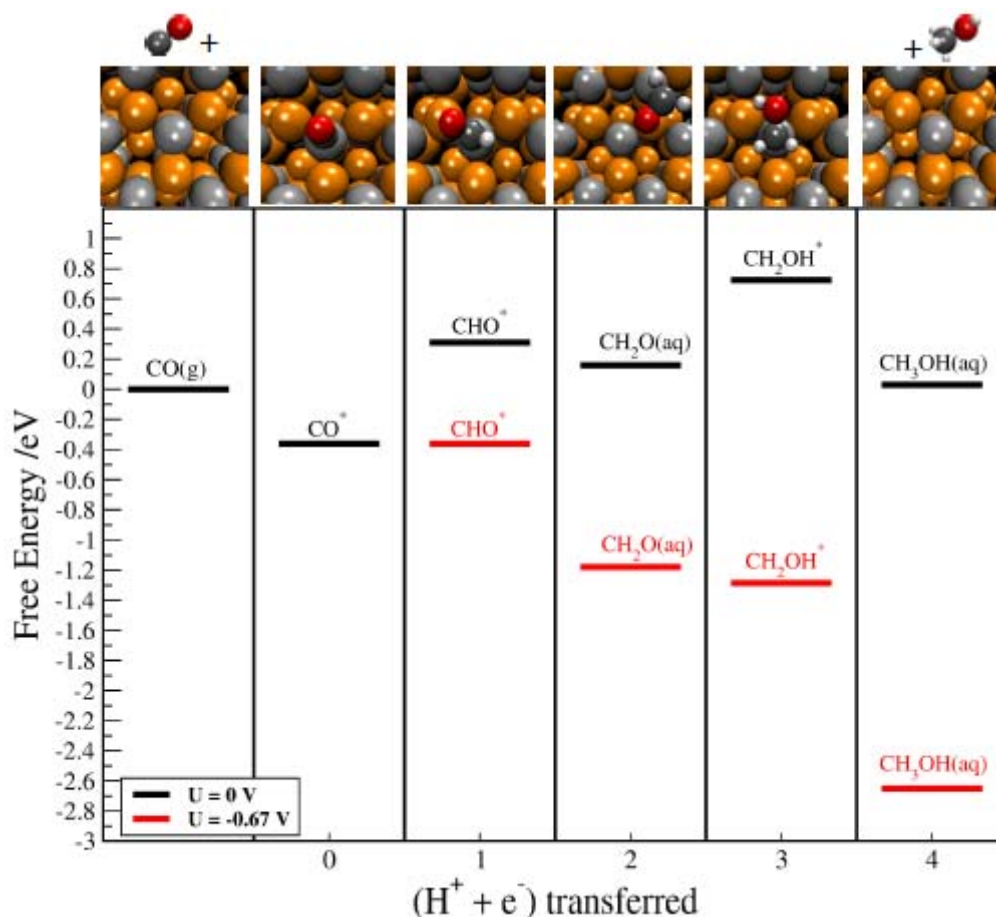 + +
CO(g)
CO*
CHO*
CHO*
CH₂O(aq)
CH₂O(aq)
CH₂OH*
CH₂OH*
CH₃OH(aq)
CH₃OH(aq)
Free Energy /eV
1
0.8
0.6
0.4
0.2
0
-0.2
-0.4
-0.6
-0.8
-1
-1.2
-1.4
-1.6
-1.8
-2
-2.2
-2.4
-2.6
-2.8
-3
U = 0 V
U = -0.67 V
0 1 2 3 4
(H⁺ + e⁻) transferred